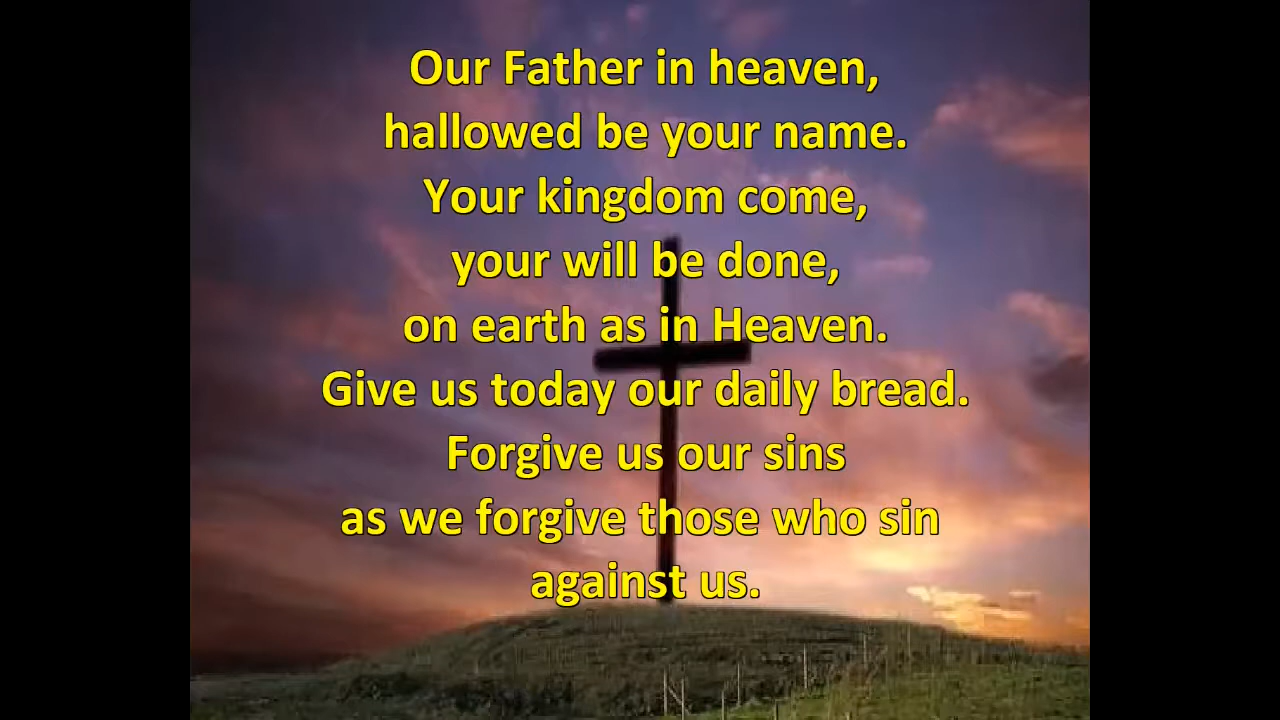 Our Father in heaven,
hallowed be your name.
Your kingdom come,
your will be done,
on earth as in Heaven.
Give us today our daily bread.
Forgive us our sins
as we forgive those who sin
against us.